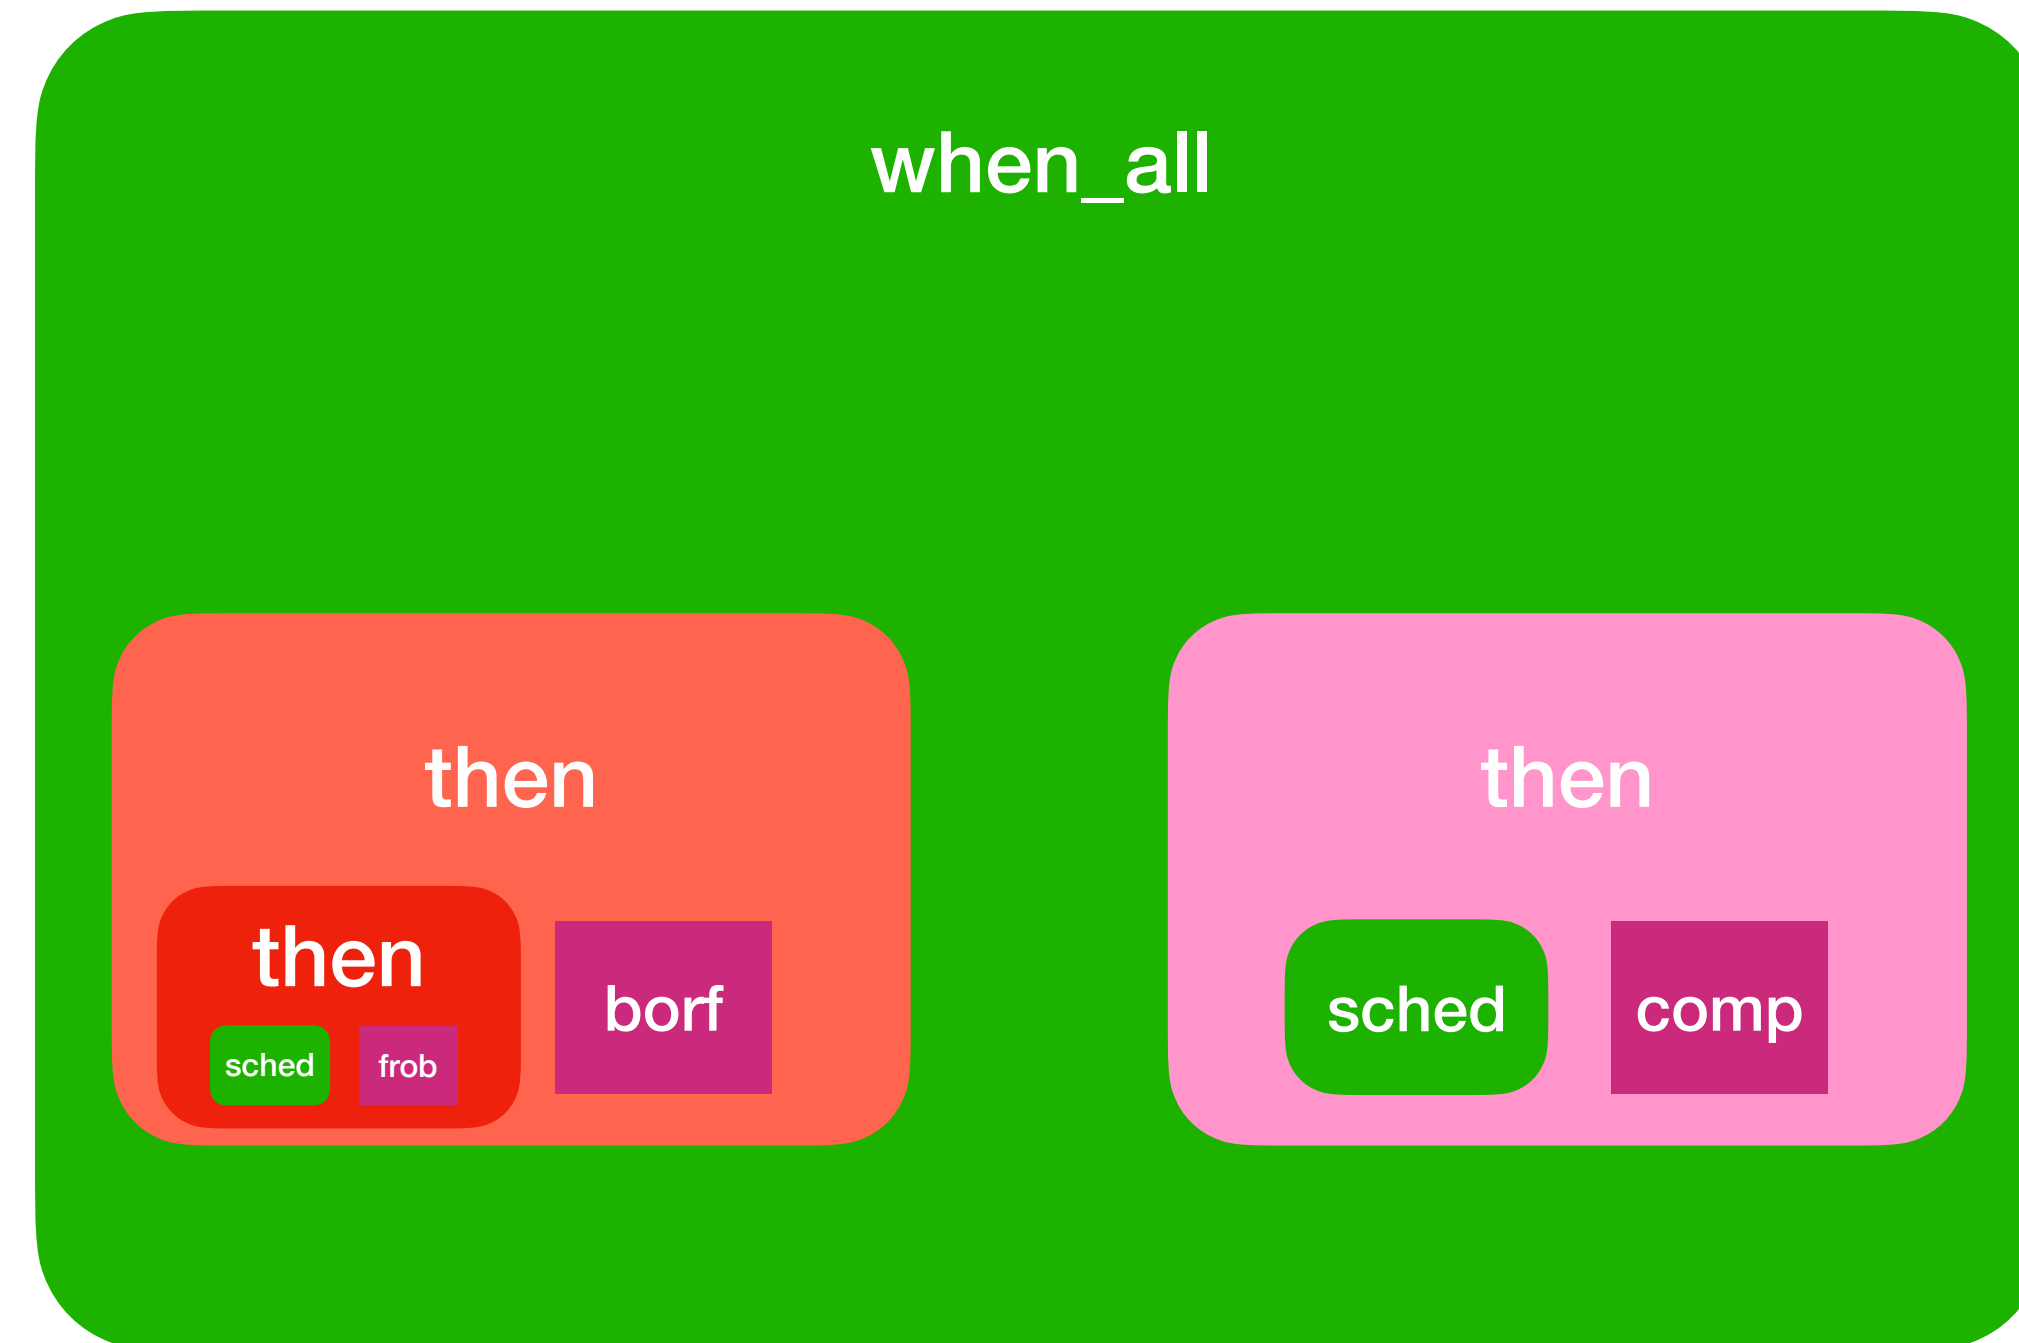 when_all
then
then
then
borf
sched
frob
sched
comp